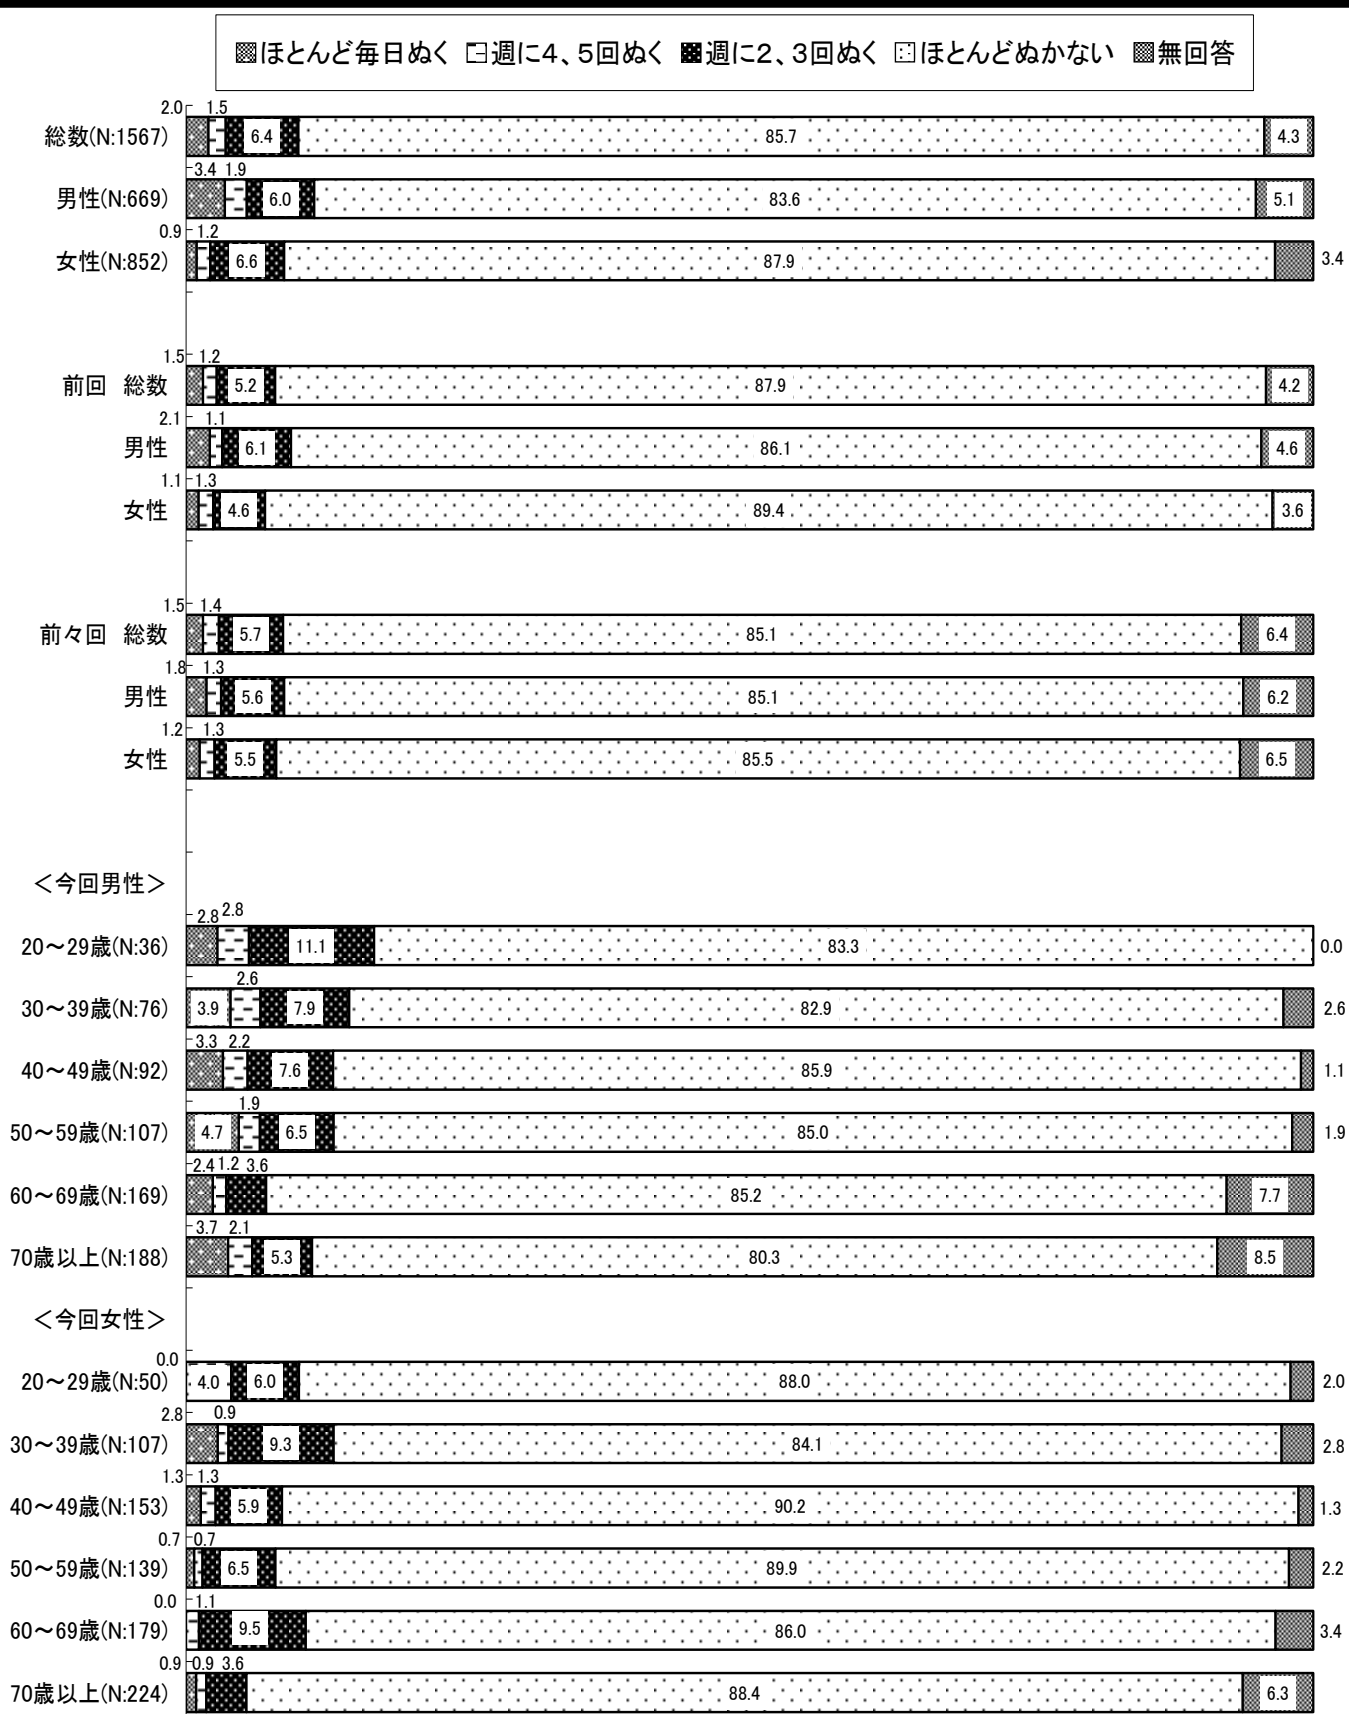 ほとんど毎日ぬく 週に4、5回ぬく 週に2、3回ぬく ほとんどぬかない 無回答
2.0 1.5
総数(N:1567) 6.4 85.7 4.3
3.4 1.9
男性(N:669) 6.0 83.6 5.1
0.9 1.2
女性(N:852) 6.6 87.9 3.4
1.5 1.2
前回 総数 5.2 87.9 4.2
2.1 1.1
男性 6.1 86.1 4.6
1.1 1.3
女性 4.6 89.4 3.6
1.5 1.4
前々回 総数 5.7 85.1 6.4
1.8 1.3
男性 5.6 85.1 6.2
1.2 1.3
女性 5.5 85.5 6.5
＜今回男性＞
2.8 2.8
20～29歳(N:36) 11.1 83.3 0.0
2.6
30～39歳(N:76) 3.9 7.9 82.9 2.6
3.3 2.2
40～49歳(N:92) 7.6 85.9 1.1
1.9
50～59歳(N:107) 4.7 6.5 85.0 1.9
2.4 1.2 3.6
60～69歳(N:169) 85.2 7.7
3.7 2.1
70歳以上(N:188) 5.3 80.3 8.5
＜今回女性＞
0.0
20～29歳(N:50) 4.0 6.0 88.0 2.0
2.8 0.9
30～39歳(N:107) 9.3 84.1 2.8
1.3 1.3
40～49歳(N:153) 5.9 90.2 1.3
0.7 0.7
50～59歳(N:139) 6.5 89.9 2.2
0.0 1.1
60～69歳(N:179) 9.5 86.0 3.4
0.9 0.9 3.6
70歳以上(N:224) 88.4 6.3